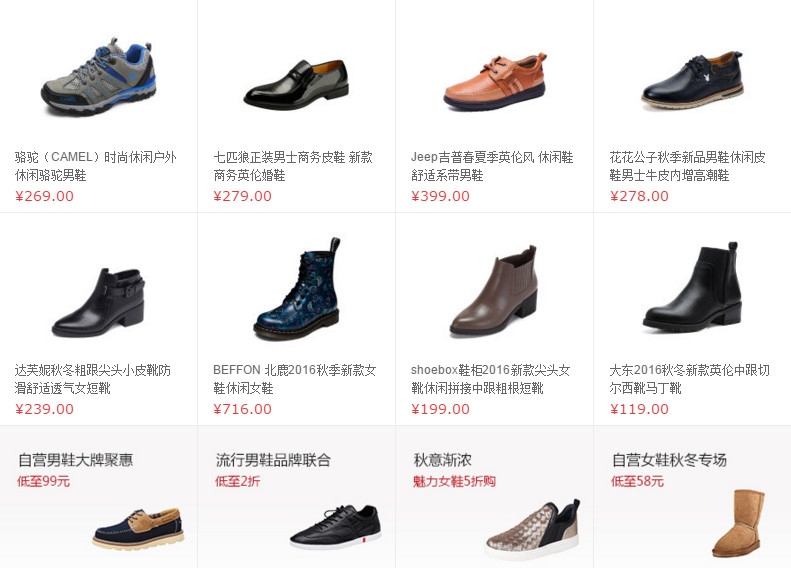 骆驼（CAMEL）时尚休闲户外
休闲骆驼男鞋
¥269.00
七匹狼正装男士商务皮鞋 新款
商务英伦婚鞋
¥279.00
Jeep吉普春夏季英伦风 休闲鞋
舒适系带男鞋
¥399.00
花花公子秋季新品男鞋休闲皮
鞋男士牛皮内增高潮鞋
¥278.00
达芙妮秋冬粗跟尖头小皮靴防
滑舒适透气女短靴
¥239.00
BEFFON 北鹿2016秋季新款女
鞋休闲女鞋
¥716.00
shoebox鞋柜2016新款尖头女
靴休闲拼接中跟粗根短靴
¥199.00
大东2016秋冬新款英伦中跟切
尔西靴马丁靴
¥119.00
自营男鞋大牌聚惠
低至99元
流行男鞋品牌联合
低至2折
秋意渐浓
魅力女鞋5折购
自营女鞋秋冬专场
低至58元